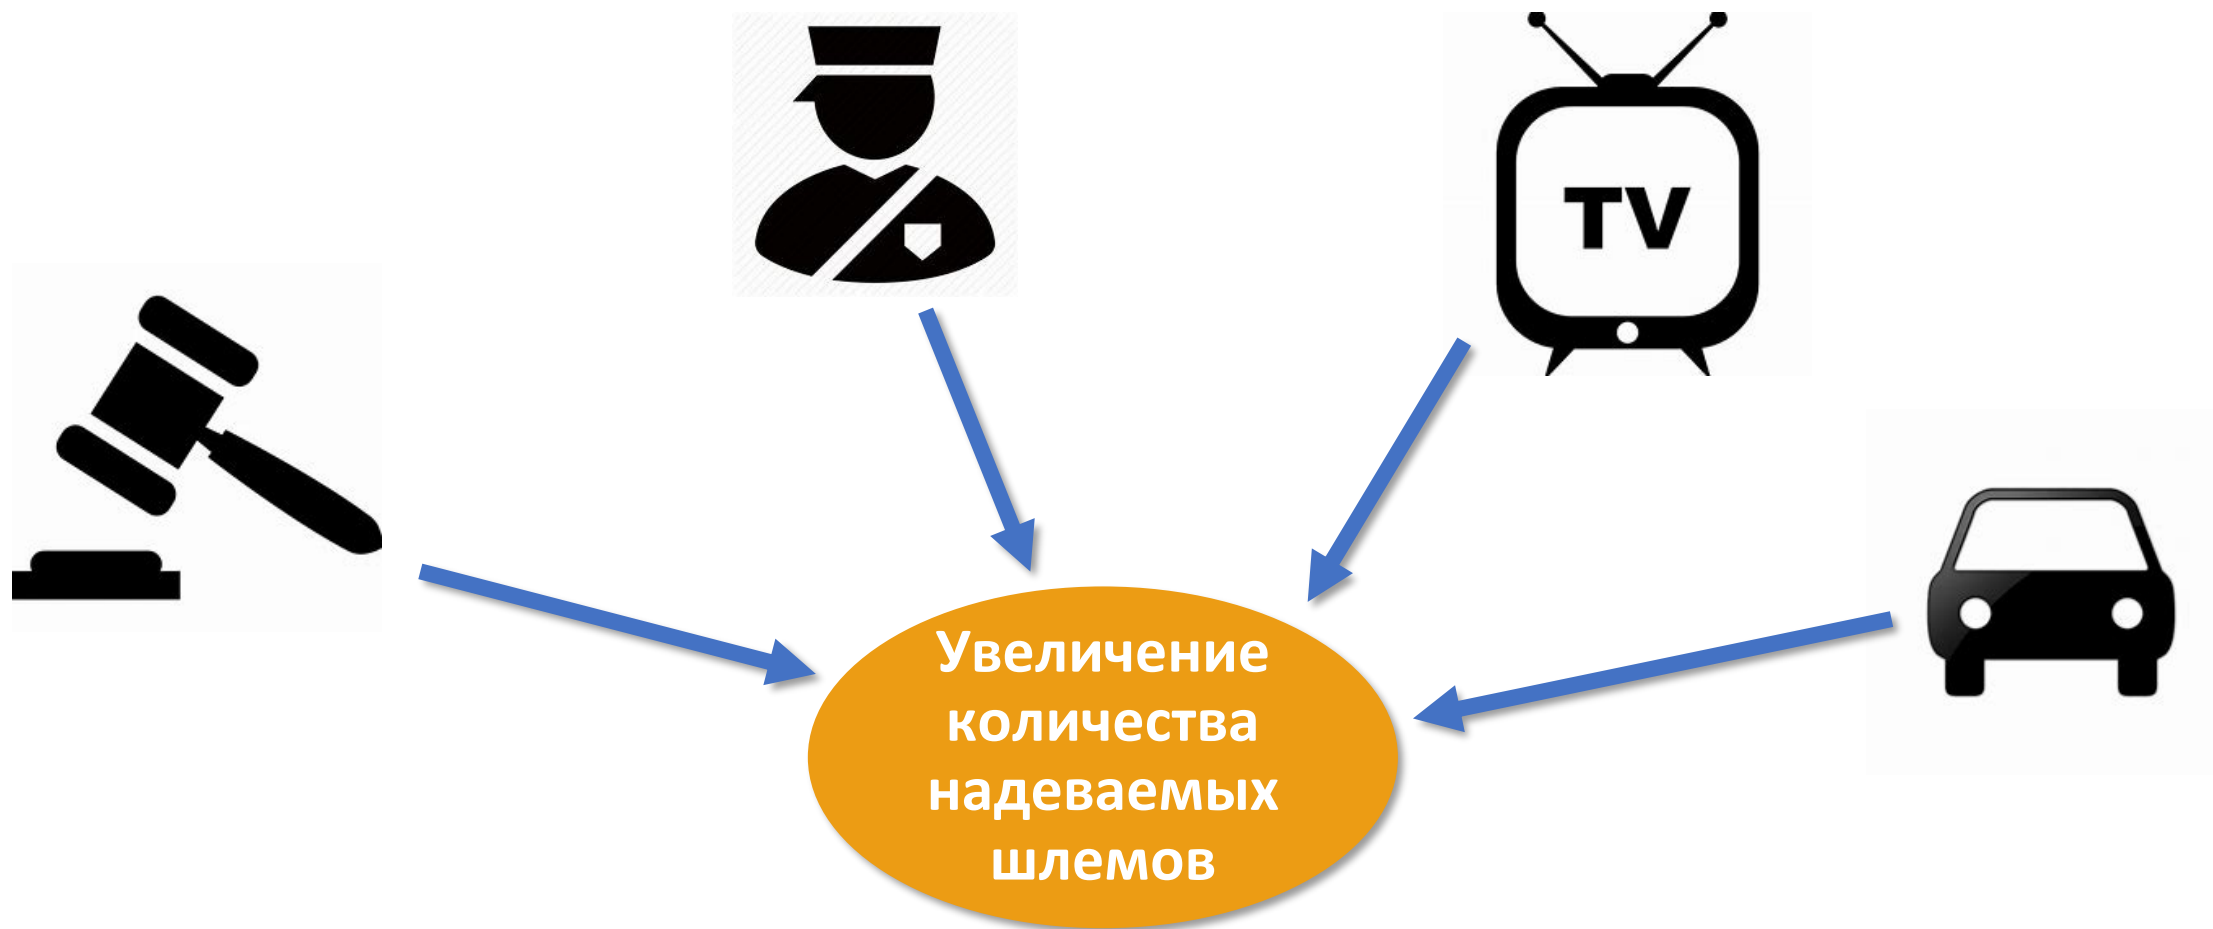 TV
Увеличение
количества
надеваемых
шлемов